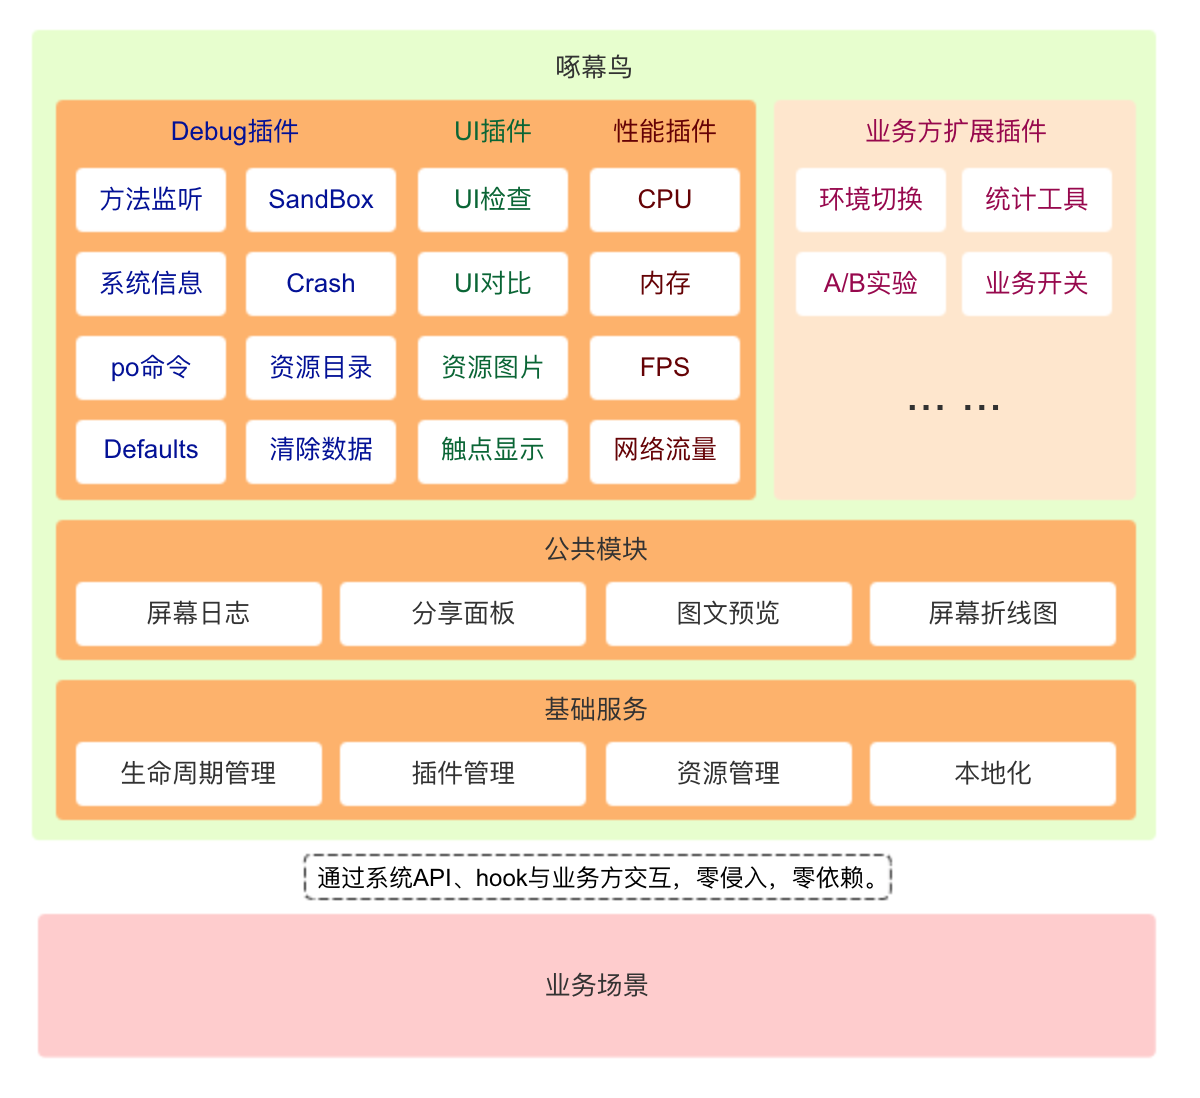 啄幕鸟
Debug插件
UI插件
性能插件
业务方扩展插件
方法监听
SandBox
UI检查
CPU
环境切换
统计工具
系统信息
Crash
UI对比
内存
A/B实验
业务开关
po命令
资源目录
资源图片
FPS
... ...
Defaults
清除数据
触点显示
网络流量
公共模块
屏幕日志
分享面板
图文预览
屏幕折线图
基础服务
生命周期管理
插件管理
资源管理
本地化
通过系统API、hook与业务方交互，零侵入，零依赖。
业务场景